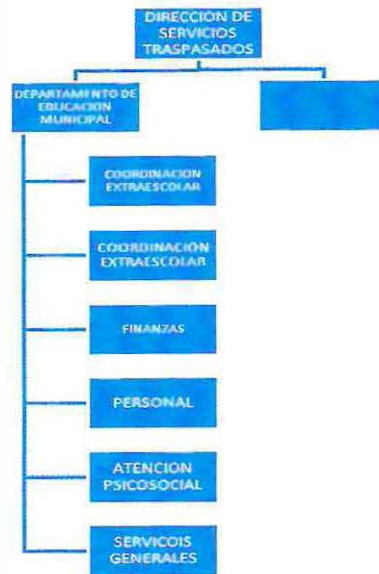 DIRECCION DE
SERVICIOS
TRASPASADOS
DEPARTAMENTO DE
EDUCACION
MUNICIPAL
COORDINACION
EXTRAESCOLAR
COORDINACION
EXTRAESCOLAR
FINANZAS
PERSONAL
ATENCION
PSICOSOCIAL
SERVICOIS
GENERALES